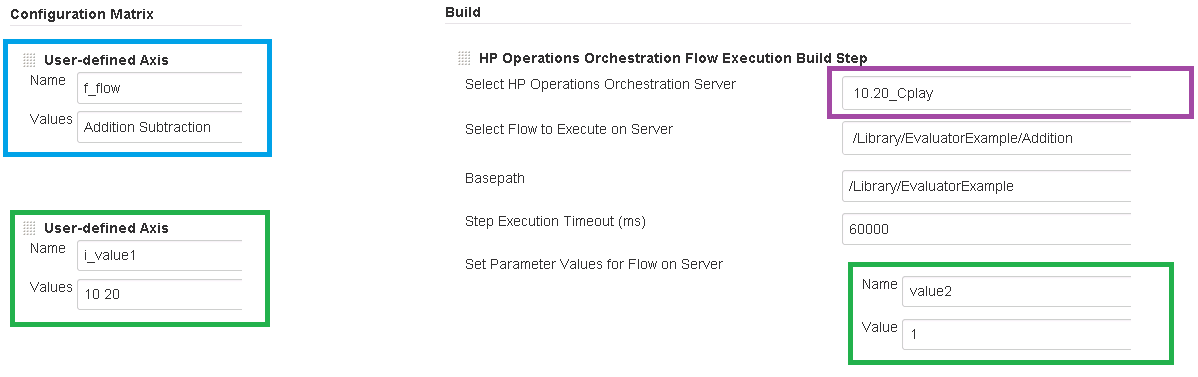 Configuration Matrix
User-defined Axis
Name
f_flow
Values
Addition Subtraction
User-defined Axis
Name
i_value1
Values
10 20
Build
HP Operations Orchestration Flow Execution Build Step
Select HP Operations Orchestration Server
10.20_Cplay
Select Flow to Execute on Server
/Library/EvaluatorExample/Addition
Basepath
/Library/EvaluatorExample
Step Execution Timeout (ms)
60000
Set Parameter Values for Flow on Server
Name
value2
Value
1